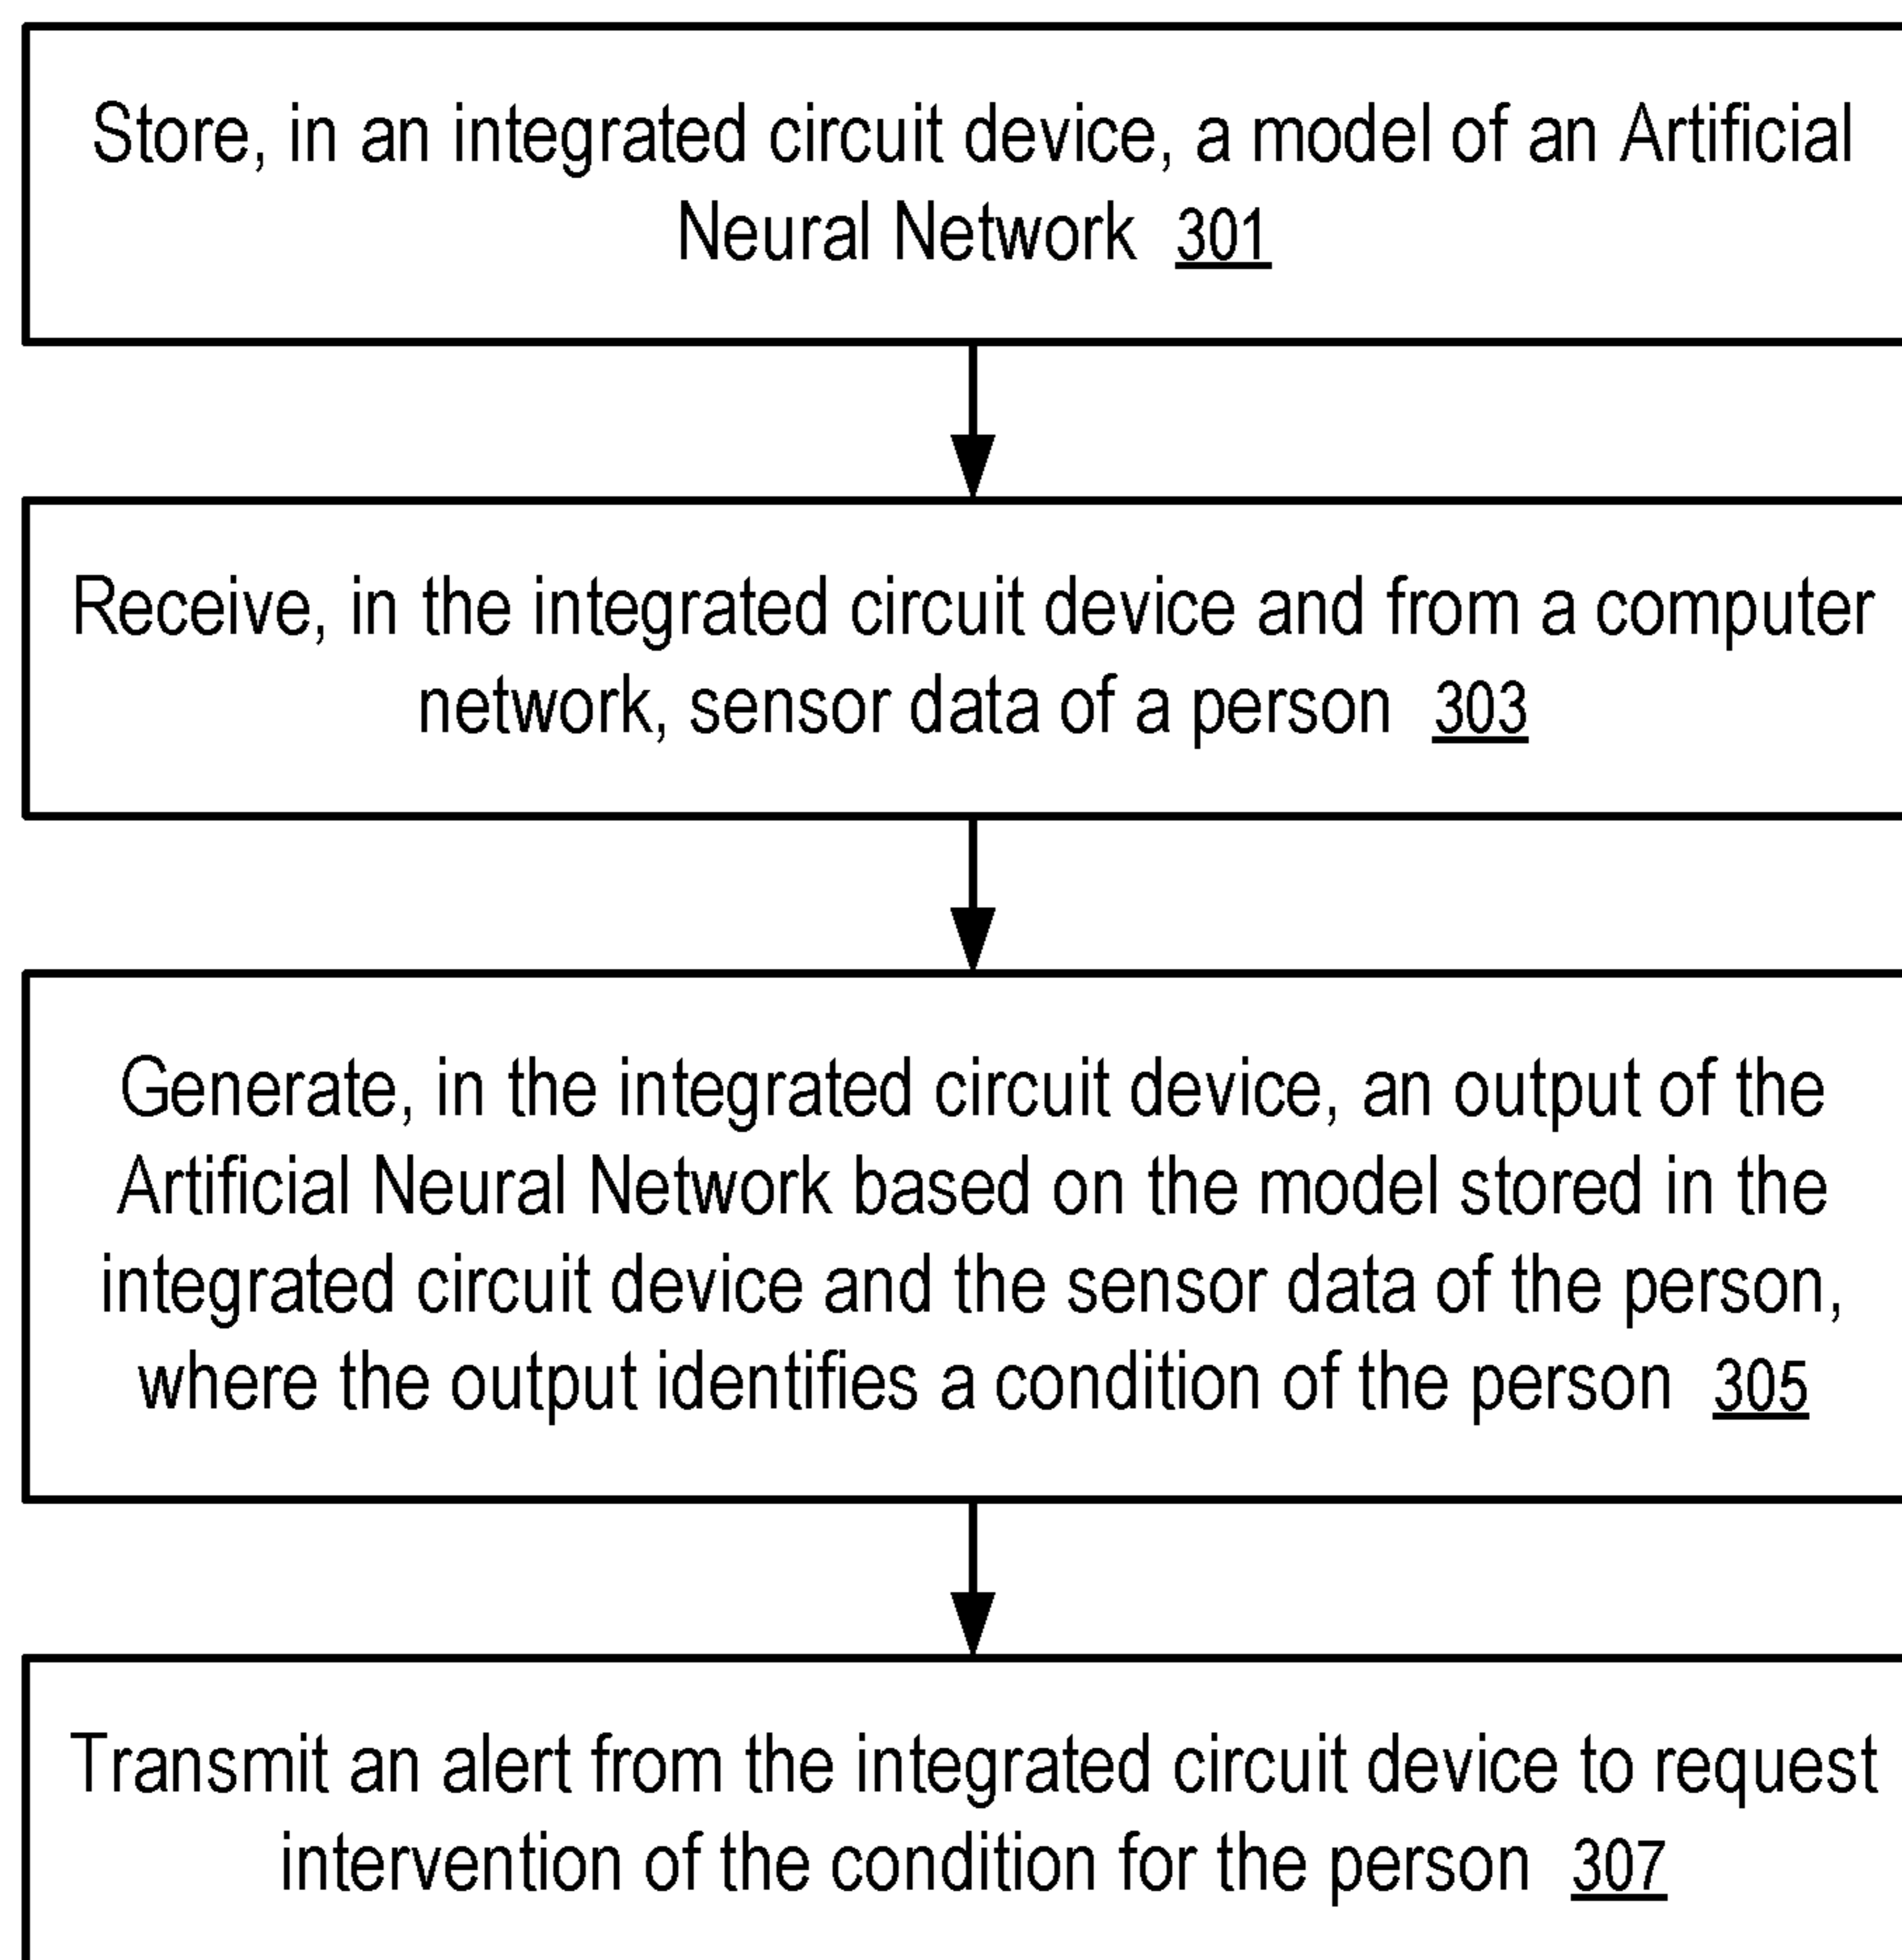 Store, in an integrated circuit device, a model of an Artificial
Neural Network 301
Receive, in the integrated circuit device and from a computer
network, sensor data of a person 303
Generate, in the integrated circuit device, an output of the
Artificial Neural Network based on the model stored in the
integrated circuit device and the sensor data of the person,
where the output identifies a condition of the person 305
Transmit an alert from the integrated circuit device to request
intervention of the condition for the person 307